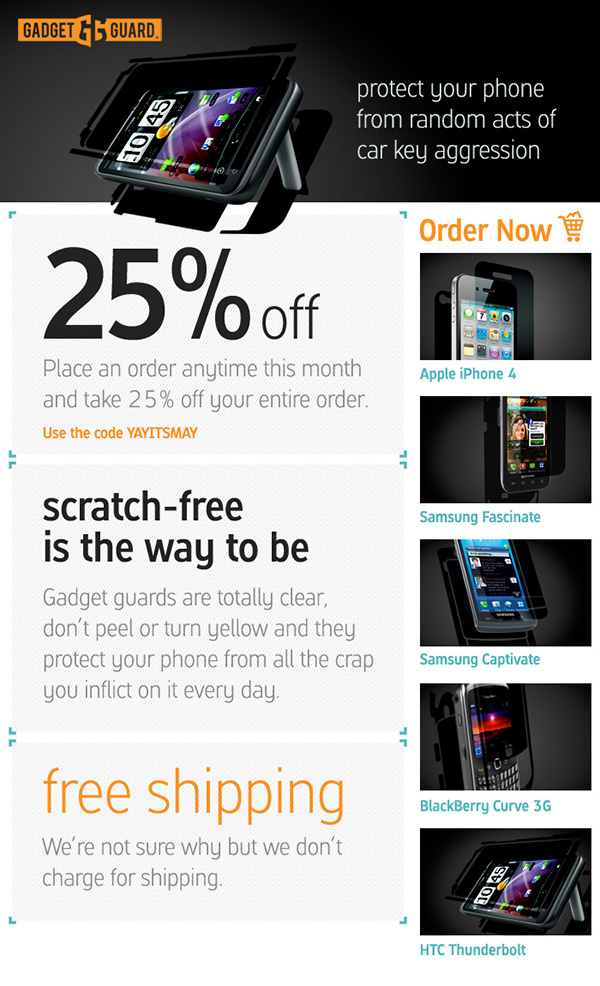 GADGET GUARD
protect your phone
from random acts of
car key aggression
10 45
25% off
Place an order anytime this month
and take 25% off your entire order.
Use the code YAYITSMAY
scratch-free
is the way to be
Gadget guards are totally clear,
don't peel or turn yellow and they
protect your phone from all the crap
you inflict on it every day.
free shipping
We're not sure why but we don't
charge for shipping.
Order Now
Apple iPhone 4
SAMSUNG
Samsung Fascinate
SAMSUNG
Samsung Captivate
BlackBerry Curve 3G
10 45
HTC Thunderbolt